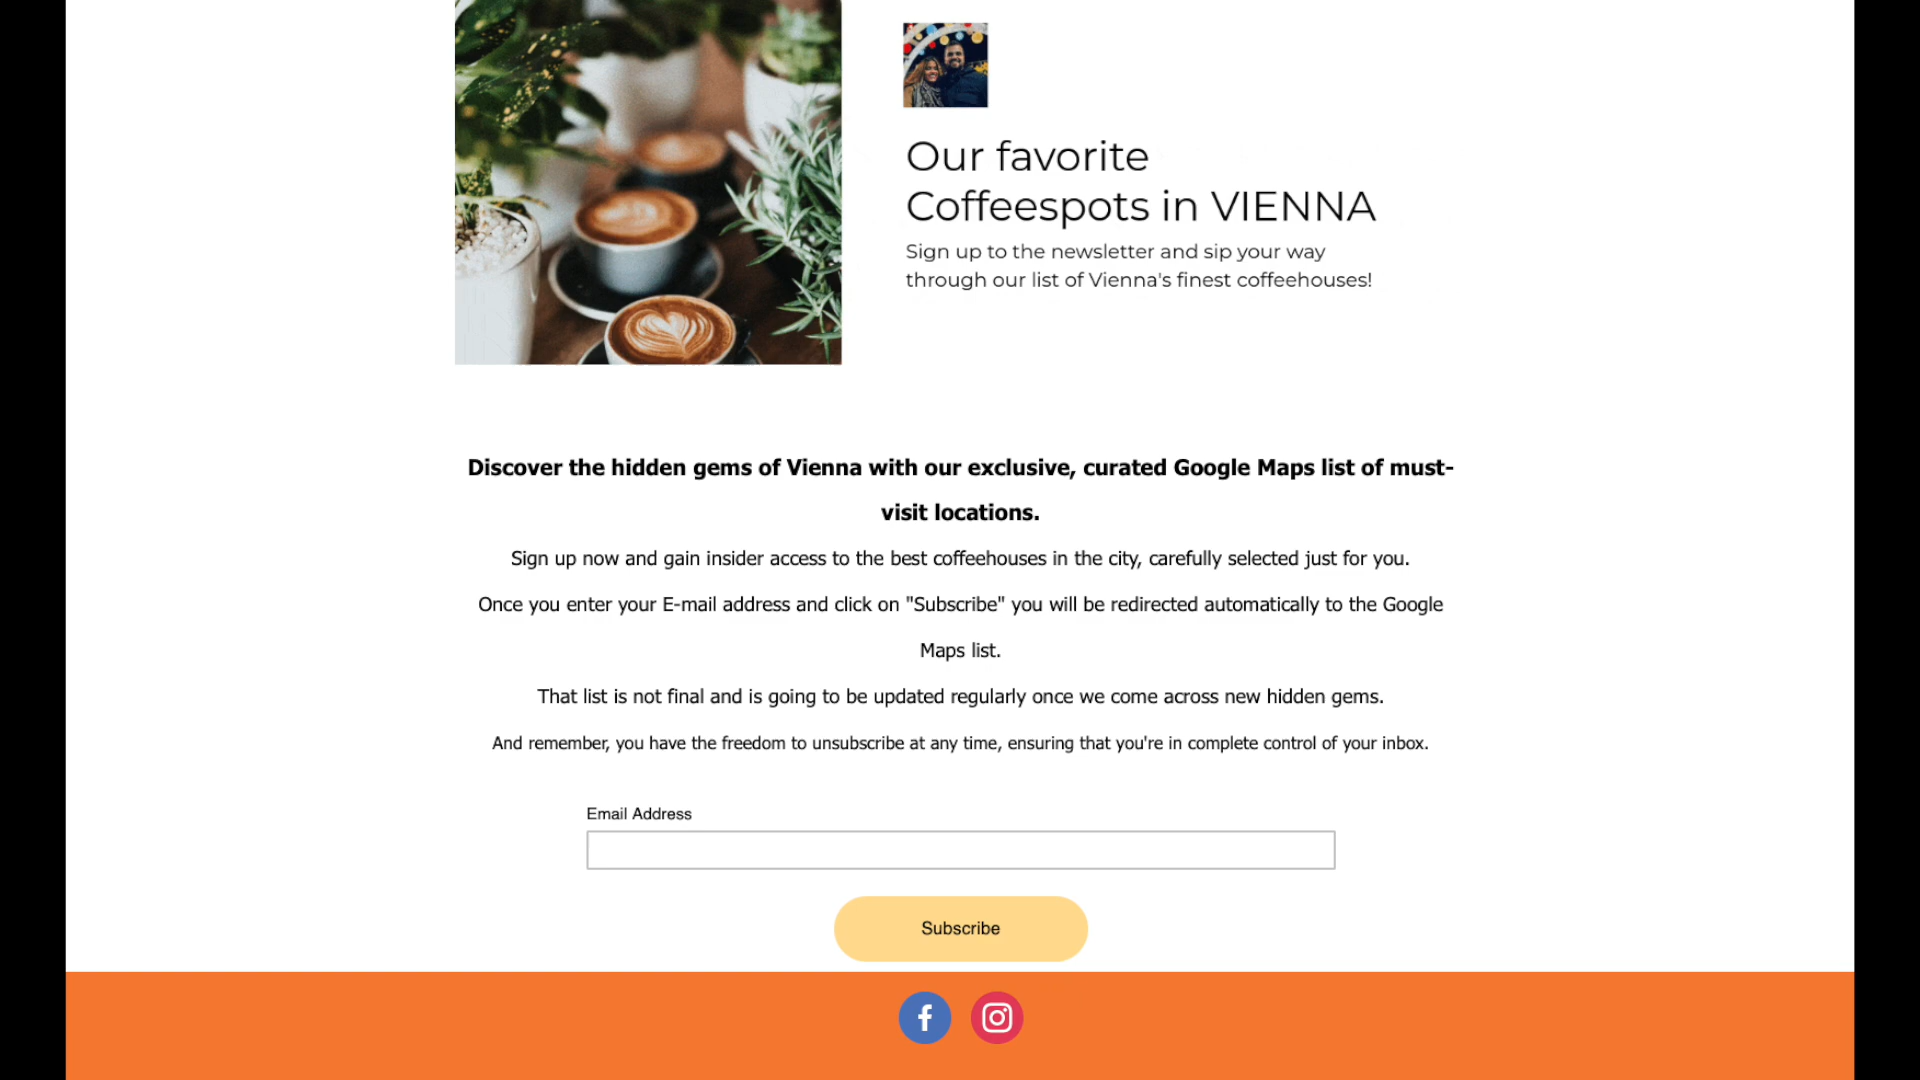 Our favorite
Coffeespots in VIENNA
Sign up to the newsletter and sip your way
through our list of Vienna's finest coffeehouses!
Discover the hidden gems of Vienna with our exclusive, curated Google Maps list of must-
visit locations.
Sign up now and gain insider access to the best coffeehouses in the city, carefully selected just for you.
Once you enter your E-mail address and click on "Subscribe" you will be redirected automatically to the Google
Maps list.
That list is not final and is going to be updated regularly once we come across new hidden gems.
And remember, you have the freedom to unsubscribe at any time, ensuring that you're in complete control of your inbox.
Email Address
Subscribe